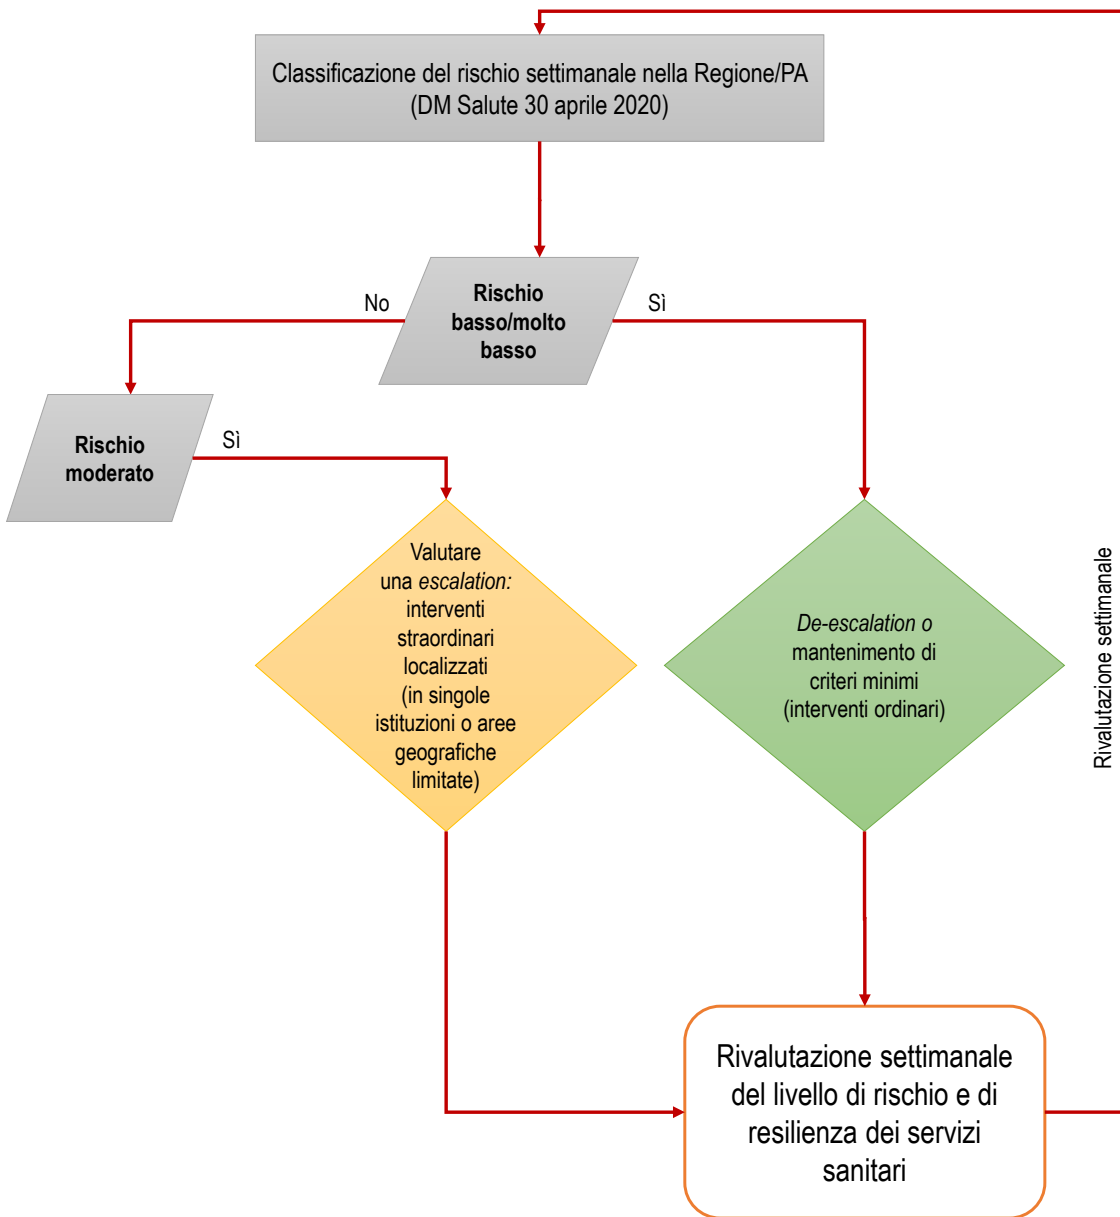 Classificazione del rischio settimanale nella Regione/PA
(DM Salute 30 aprile 2020)
No
Rischio
basso/molto
basso
Sì
Rischio
moderato
Sì
Valutare
una escalation:
interventi
straordinari
localizzati
(in singole
istituzioni o aree
geografiche
limitate)
De-escalation o
mantenimento di
criteri minimi
(interventi ordinari)
Rivalutazione settimanale
Rivalutazione settimanale
del livello di rischio e di
resilienza dei servizi
sanitari